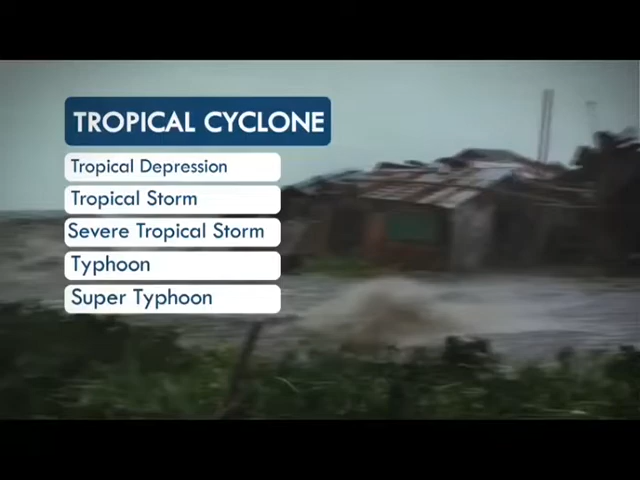 TROPICAL CYCLONE
Tropical Depression
Tropical Storm
Severe Tropical Storm
Typhoon
Super Typhoon